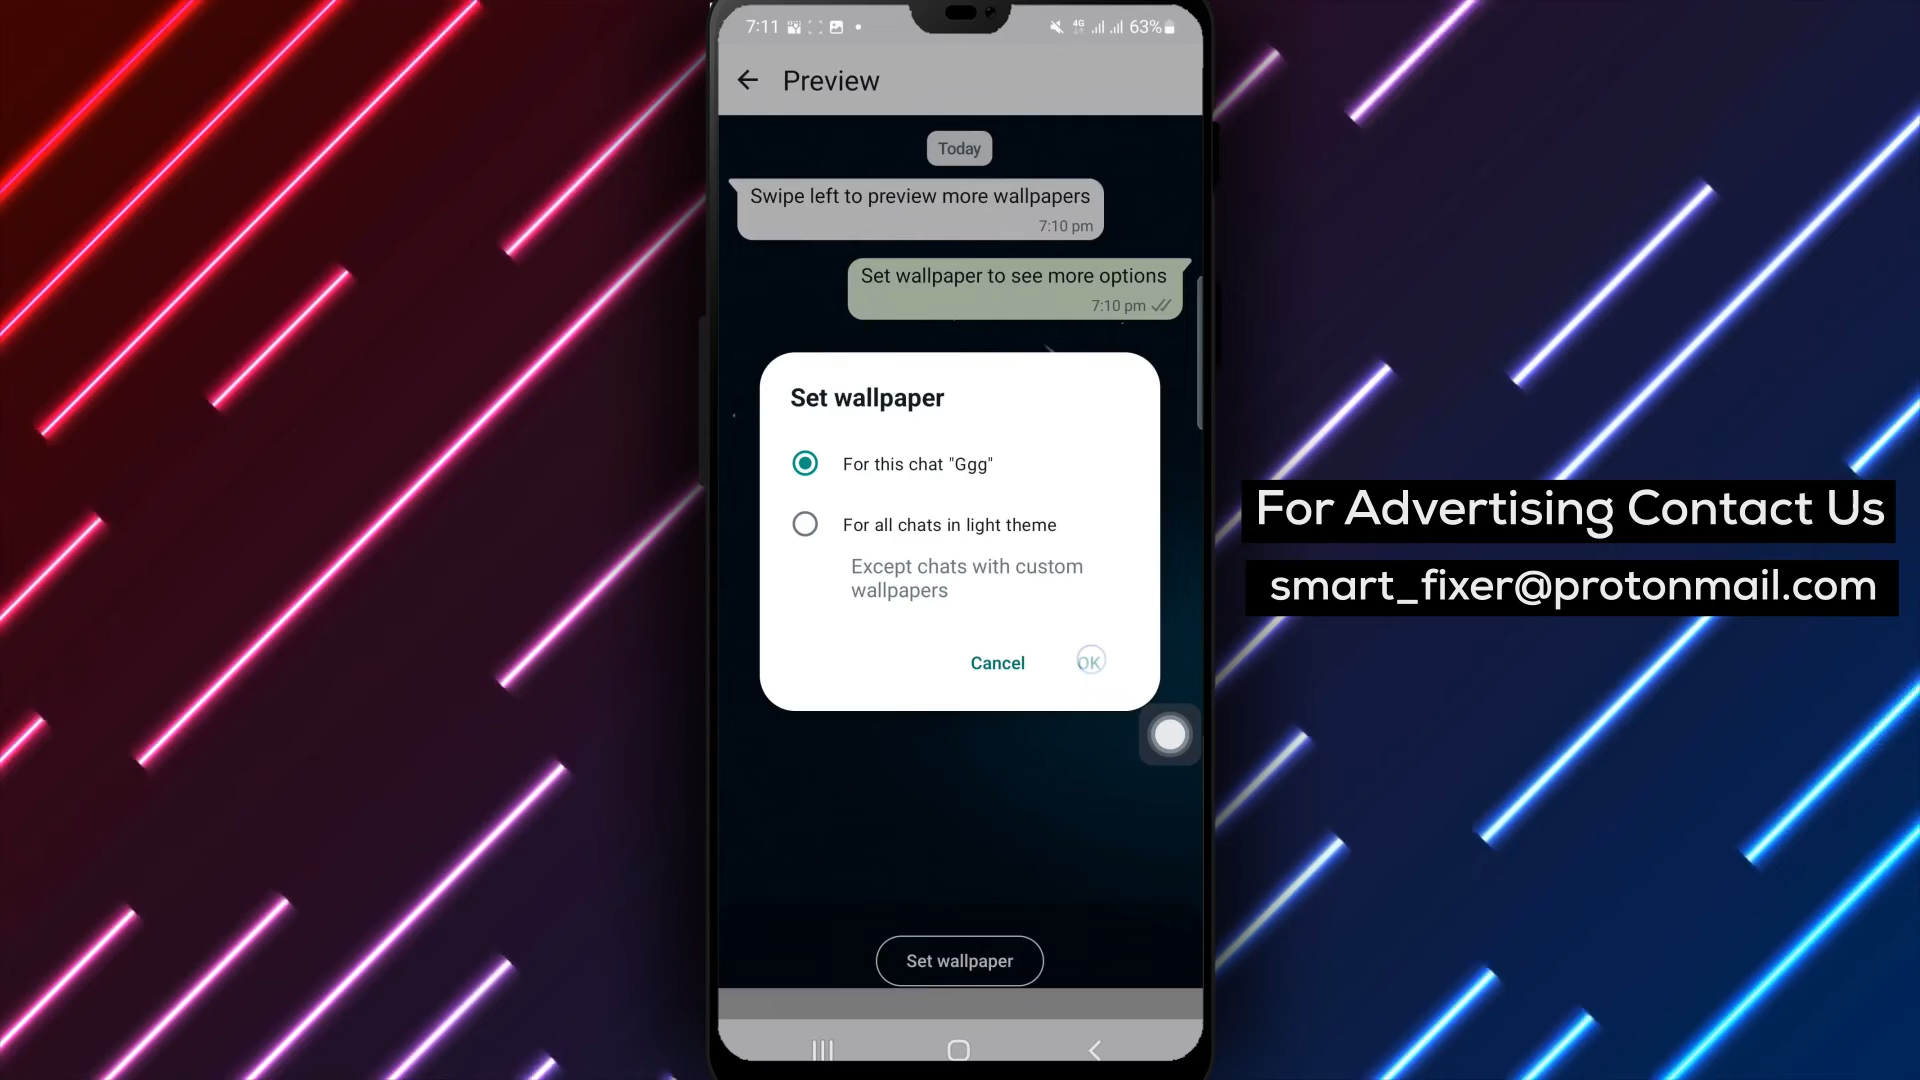 7:11
4G
63%
Preview
Today
Swipe left to preview more wallpapers
7:10 pm
Set wallpaper to see more options
7:10 pm
Set wallpaper
For this chat "Ggg"
For all chats in light theme
Except chats with custom
wallpapers
Cancel
OK
Set wallpaper
For Advertising Contact Us
smart_fixer@protonmail.com